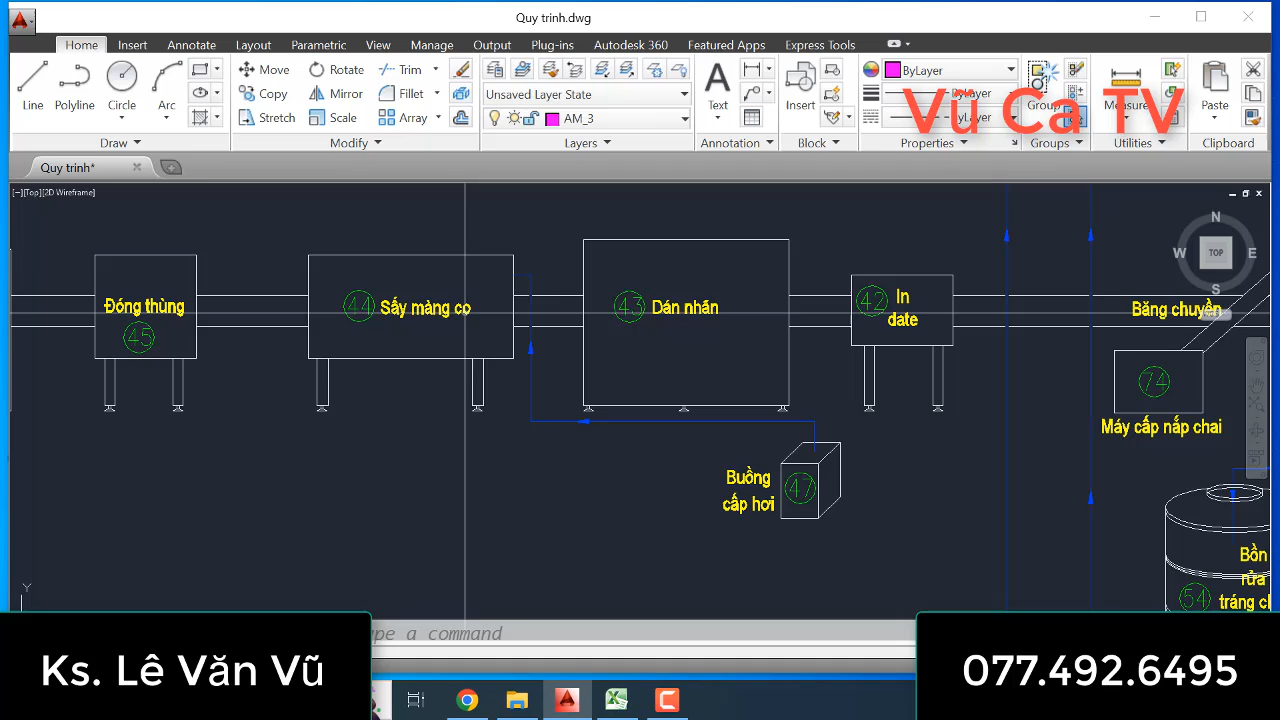 Quy trinh.dwg
Home Insert Annotate Layout Parametric View Manage Output Plug-ins Autodesk 360 Featured Apps Express Tools
Line
Polyline
Circle
Arc
Draw
Move
Copy
Stretch
Rotate
Mirror
Scale
Trim
Fillet
Array
Modify
Unsaved Layer State
AM_3
Layers
Text
Annotation
Insert
Block
ByLayer
ByLayer
ByLayer
Properties
Group
Groups
Measure
Utilities
Paste
Clipboard
Vũ Ca TV
Quy trinh*
[−][Top][2D Wireframe]
N
W TOP E
S
Đóng thùng
45
44 Sấy màng co
43 Dán nhãn
42 In
date
Băng chuyền
74
Máy cấp nắp chai
Buồng
cấp hơi
47
Bồn
rửa
tráng
54
Y
ype a command
Ks. Lê Văn Vũ
077.492.6495